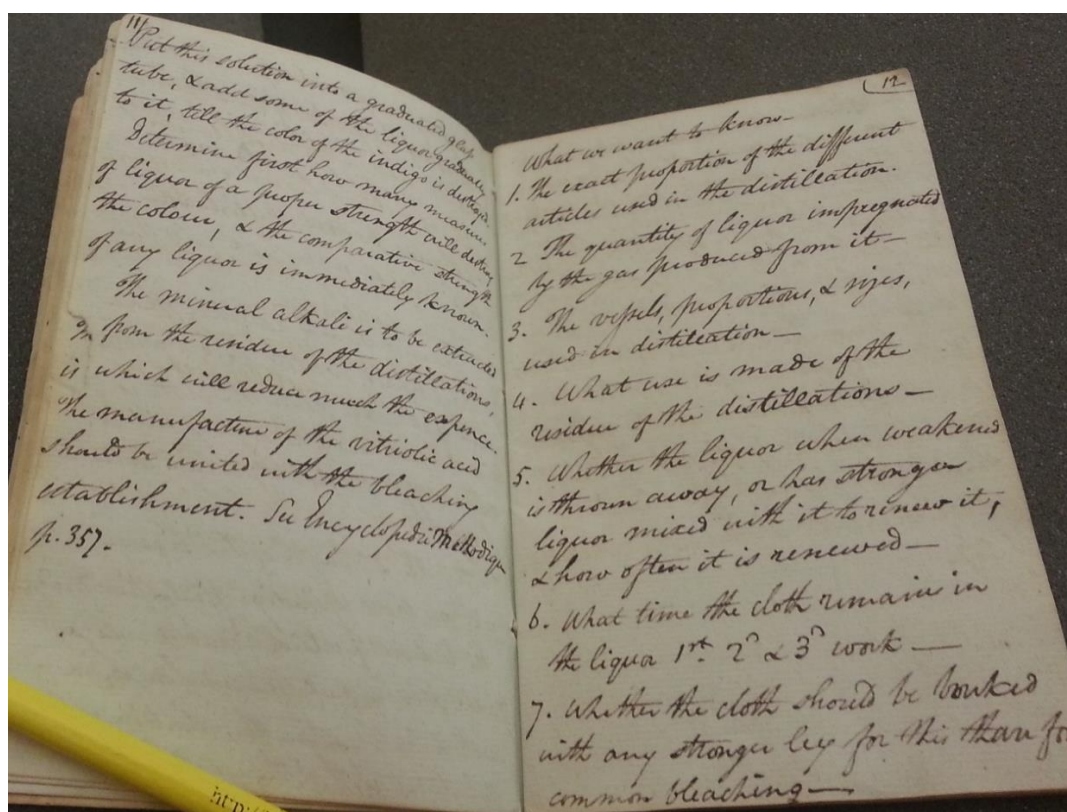 11
Put this solution into a graduated glass
tube, & add some of the liquor gradually
to it, till the color of the indigo is destroyed.
Determine first how many measures
of liquor of a proper strength will destroy
the colour, & the comparative strength
of any liquor is immediately known.
The mineral alkali is to be extracted
from the residue of the distillations,
which will reduce much the expence.
The manufacture of the vitriolic acid
should be united with the bleaching
establishment. See Encyclopedie Methodique
p. 357.
12
What we want to know—
1. The exact proportion of the different
articles used in the distillation.
2 The quantity of liquor impregnated
by the gas produced from it—
3. The vessels, proportions, & sizes,
used in distillation—
4. What use is made of the
residue of the distillations—
5. Whether the liquor when weakened
is thrown away, or has stronger
liquor mixed with it to renew it,
& how often it is renewed—
6. What time the cloth remains in
the liquor 1st. 2d & 3d work —
7. Whether the cloth should be bouked
with any stronger ley for this than for
common bleaching—
http://